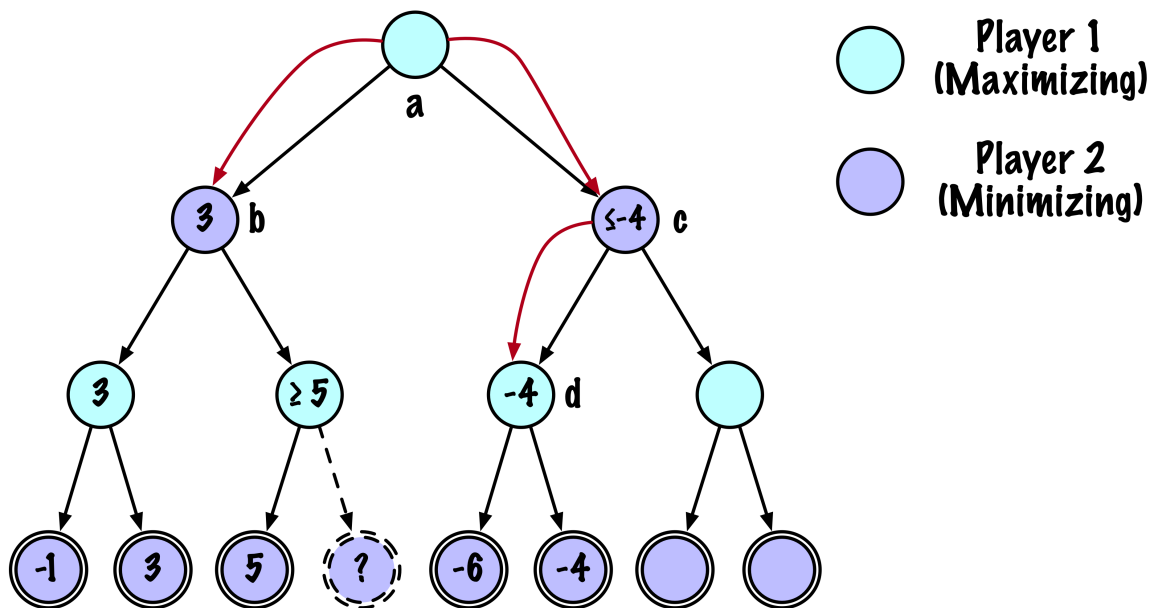 Player 1
(Maximizing)
a
Player 2
(Minimizing)
3
b
≤-4
c
3
≥ 5
-4
d
-1
3
5
?
-6
-4